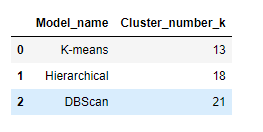 Model_name Cluster_number_k
0 K-means 13
1 Hierarchical 18
2 DBScan 21